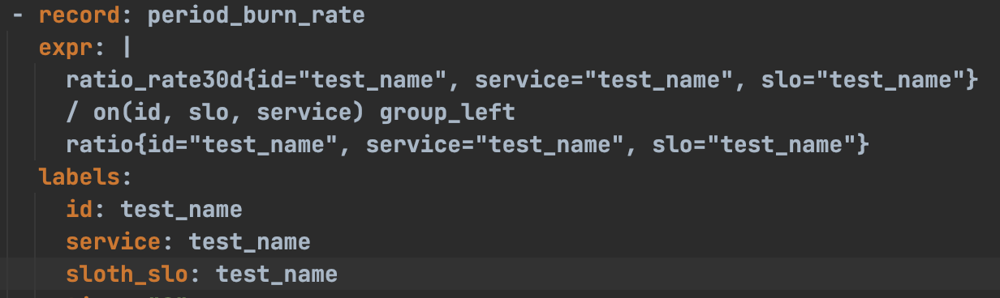 - record: period_burn_rate
expr: |
ratio_rate30d{id="test_name", service="test_name", slo="test_name"}
/ on(id, slo, service) group_left
ratio{id="test_name", service="test_name", slo="test_name"}
labels:
id: test_name
service: test_name
sloth_slo: test_name